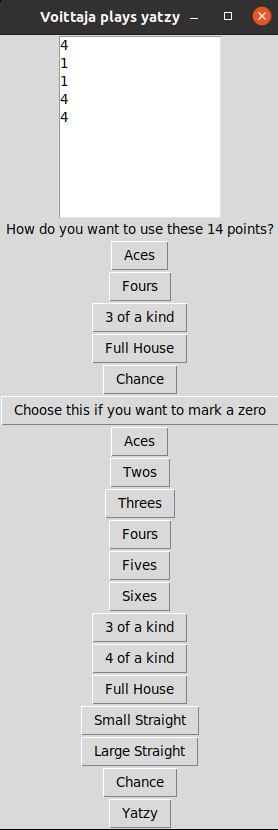 Voittaja plays yatzy
4
1
1
4
4
How do you want to use these 14 points?
Aces
Fours
3 of a kind
Full House
Chance
Choose this if you want to mark a zero
Aces
Twos
Threes
Fours
Fives
Sixes
3 of a kind
4 of a kind
Full House
Small Straight
Large Straight
Chance
Yatzy